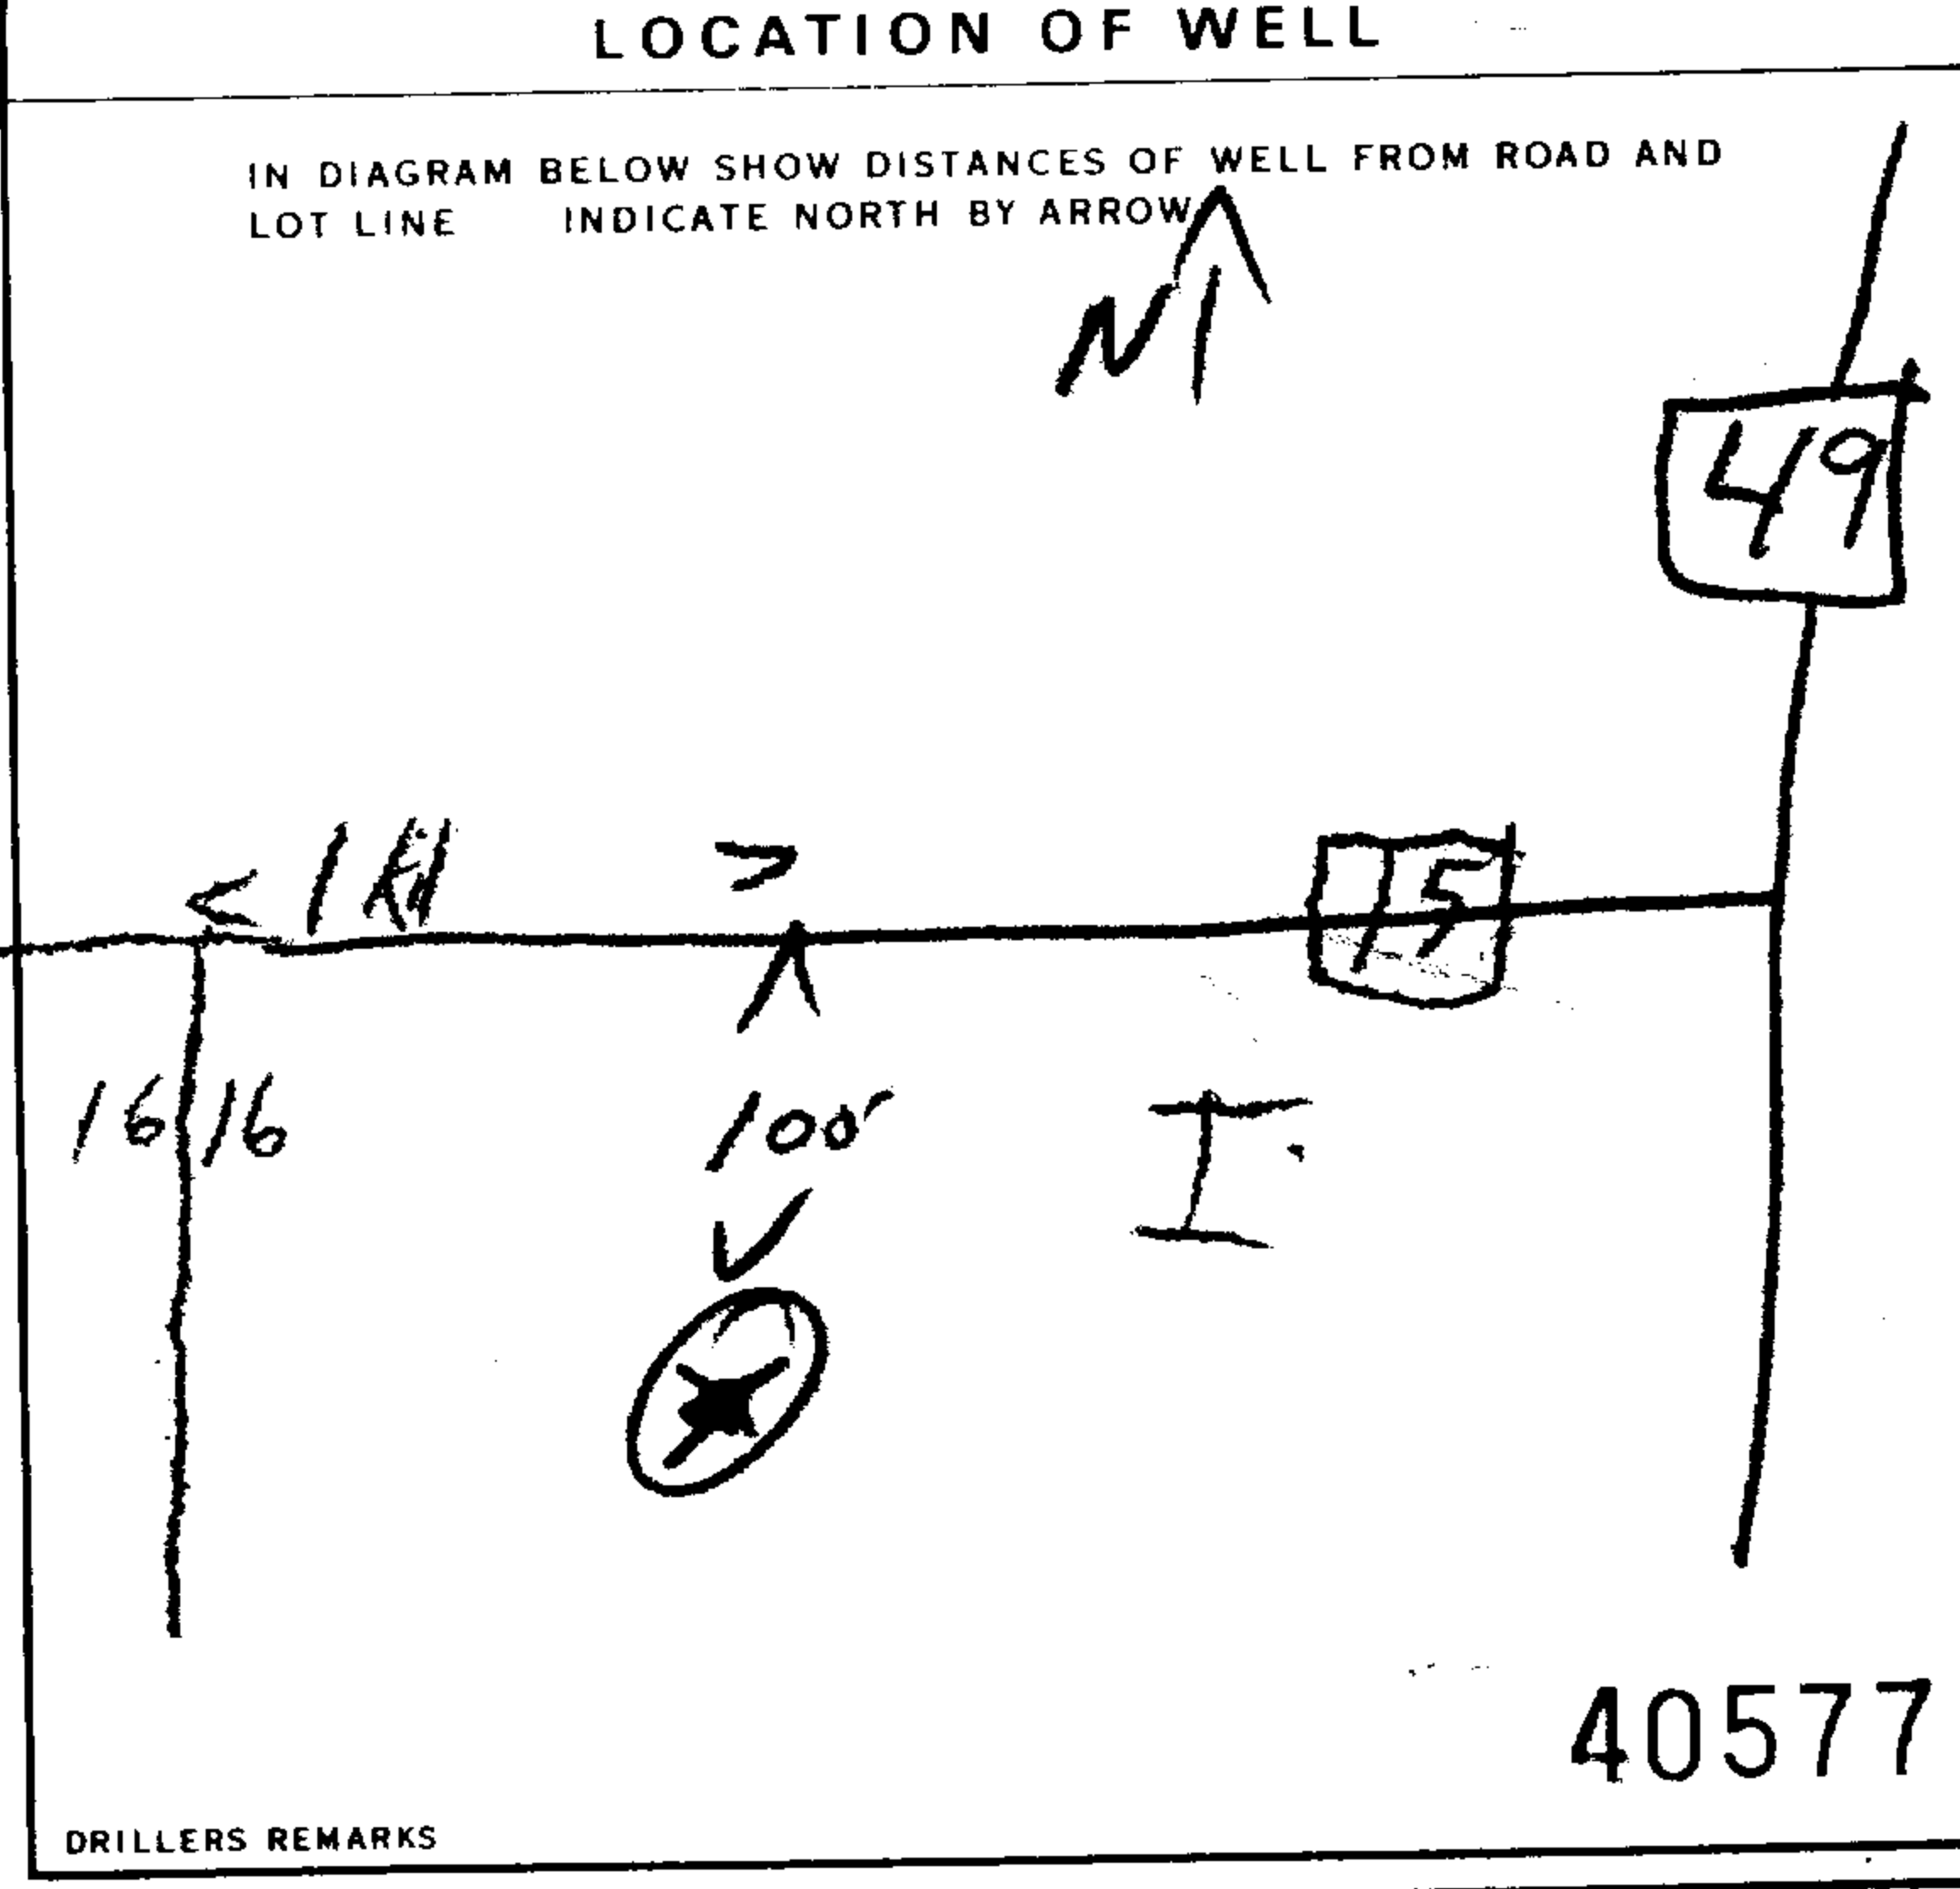 LOCATION OF WELL
IN DIAGRAM BELOW SHOW DISTANCES OF WELL FROM ROAD AND
LOT LINE INDICATE NORTH BY ARROW
N
49
< 1 >
15
16 16
100'
I.
40577
DRILLERS REMARKS